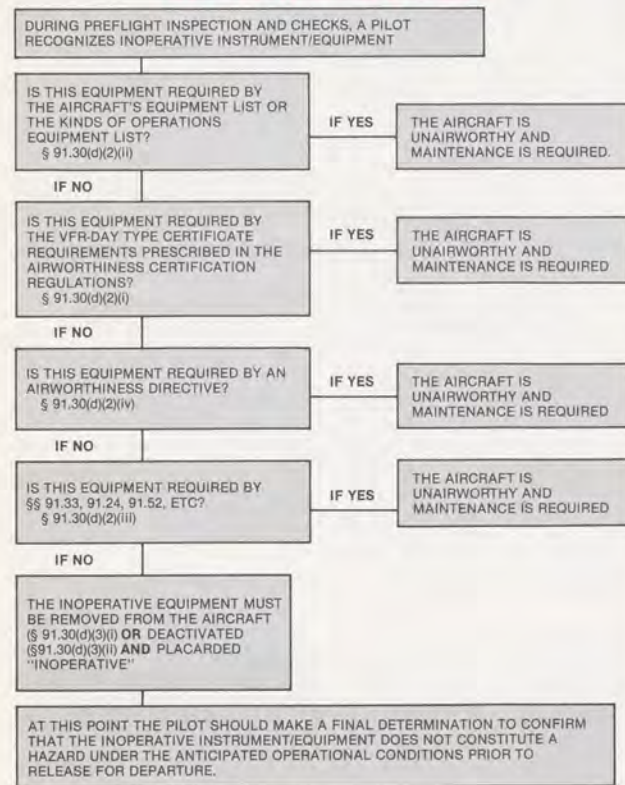 DURING PREFLIGHT INSPECTION AND CHECKS, A PILOT
RECOGNIZES INOPERATIVE INSTRUMENT/EQUIPMENT
IS THIS EQUIPMENT REQUIRED BY
THE AIRCRAFT'S EQUIPMENT LIST OR
THE KINDS OF OPERATIONS
EQUIPMENT LIST?
§ 91.30(d)(2)(ii)
IF YES
THE AIRCRAFT IS
UNAIRWORTHY AND
MAINTENANCE IS REQUIRED.
IF NO
IS THIS EQUIPMENT REQUIRED BY
THE VFR-DAY TYPE CERTIFICATE
REQUIREMENTS PRESCRIBED IN THE
AIRWORTHINESS CERTIFICATION
REGULATIONS?
§ 91.30(d)(2)(i)
IF YES
THE AIRCRAFT IS
UNAIRWORTHY AND
MAINTENANCE IS REQUIRED
IF NO
IS THIS EQUIPMENT REQUIRED BY AN
AIRWORTHINESS DIRECTIVE?
§ 91.30(d)(2)(iv)
IF YES
THE AIRCRAFT IS
UNAIRWORTHY AND
MAINTENANCE IS REQUIRED
IF NO
IS THIS EQUIPMENT REQUIRED BY
§§ 91.33, 91.24, 91.52, ETC?
§ 91.30(d)(2)(iii)
IF YES
THE AIRCRAFT IS
UNAIRWORTHY AND
MAINTENANCE IS REQUIRED
IF NO
THE INOPERATIVE EQUIPMENT MUST
BE REMOVED FROM THE AIRCRAFT
(§ 91.30(d)(3)(i) OR DEACTIVATED
(§91.30(d)(3)(ii) AND PLACARDED
"INOPERATIVE"
AT THIS POINT THE PILOT SHOULD MAKE A FINAL DETERMINATION TO CONFIRM
THAT THE INOPERATIVE INSTRUMENT/EQUIPMENT DOES NOT CONSTITUTE A
HAZARD UNDER THE ANTICIPATED OPERATIONAL CONDITIONS PRIOR TO
RELEASE FOR DEPARTURE.